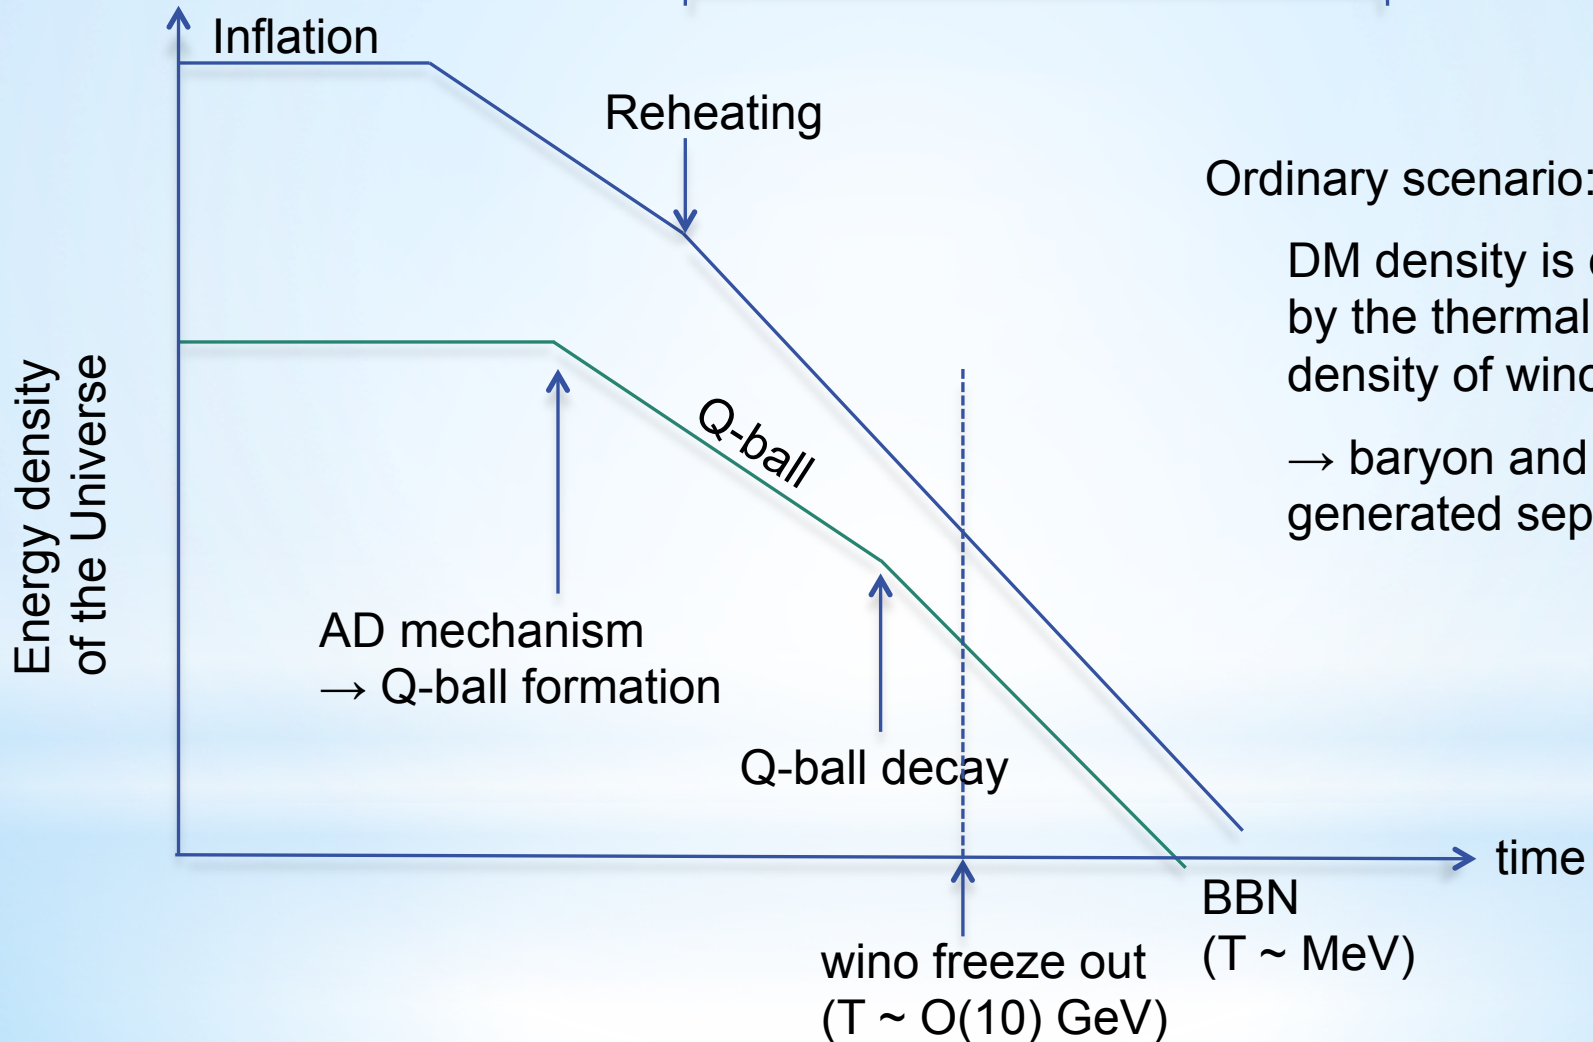 Inflation
Reheating
Ordinary scenario:
DM density is
by the thermal
density of wino
→ baryon and
generated
Energy density
of the Universe
Q-ball
AD mechanism
→ Q-ball formation
Q-ball decay
time
BBN
(T ~ MeV)
wino freeze out
(T ~ O(10) GeV)